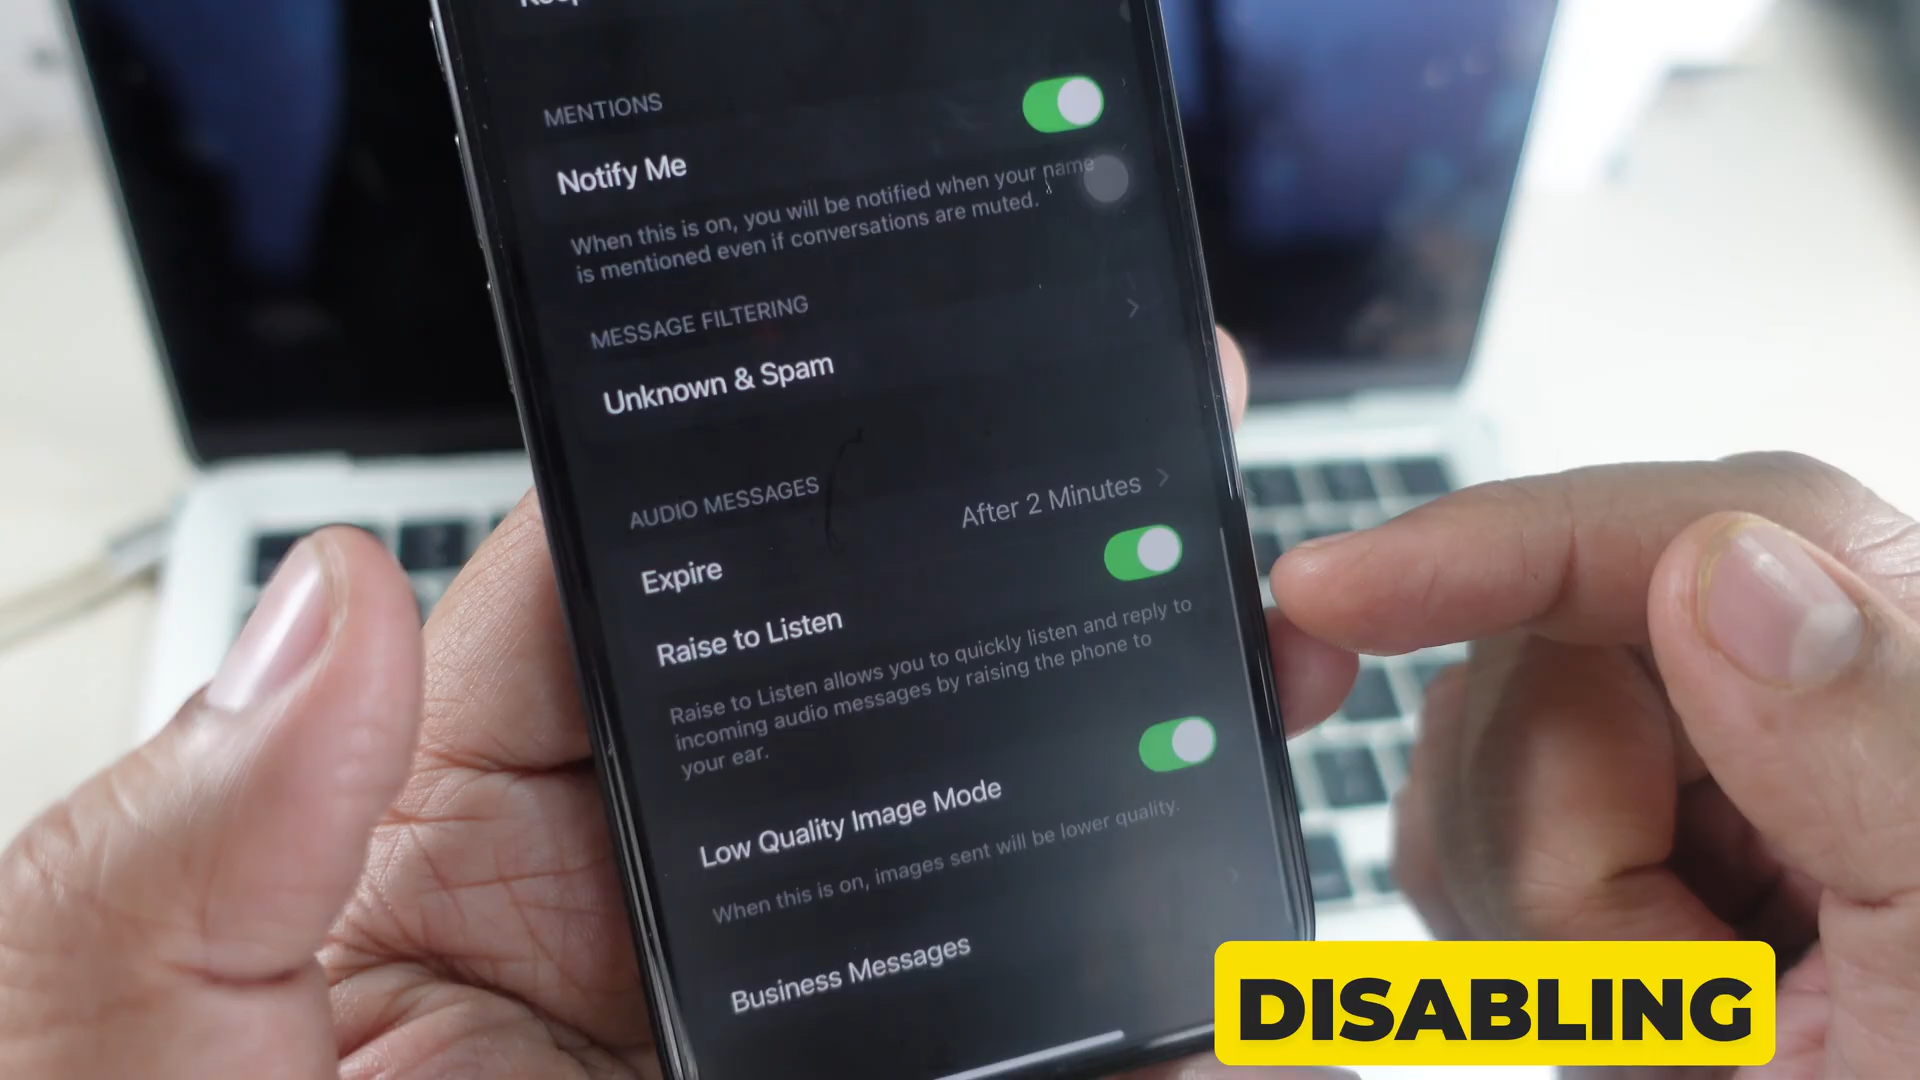 MENTIONS
Notify Me
When this is on, you will be notified when your name
is mentioned even if conversations are muted.
MESSAGE FILTERING
Unknown & Spam
AUDIO MESSAGES
Expire After 2 Minutes
Raise to Listen
Raise to Listen allows you to quickly listen and reply to
incoming audio messages by raising the phone to
your ear.
Low Quality Image Mode
When this is on, images sent will be lower quality.
Business Messages
DISABLING